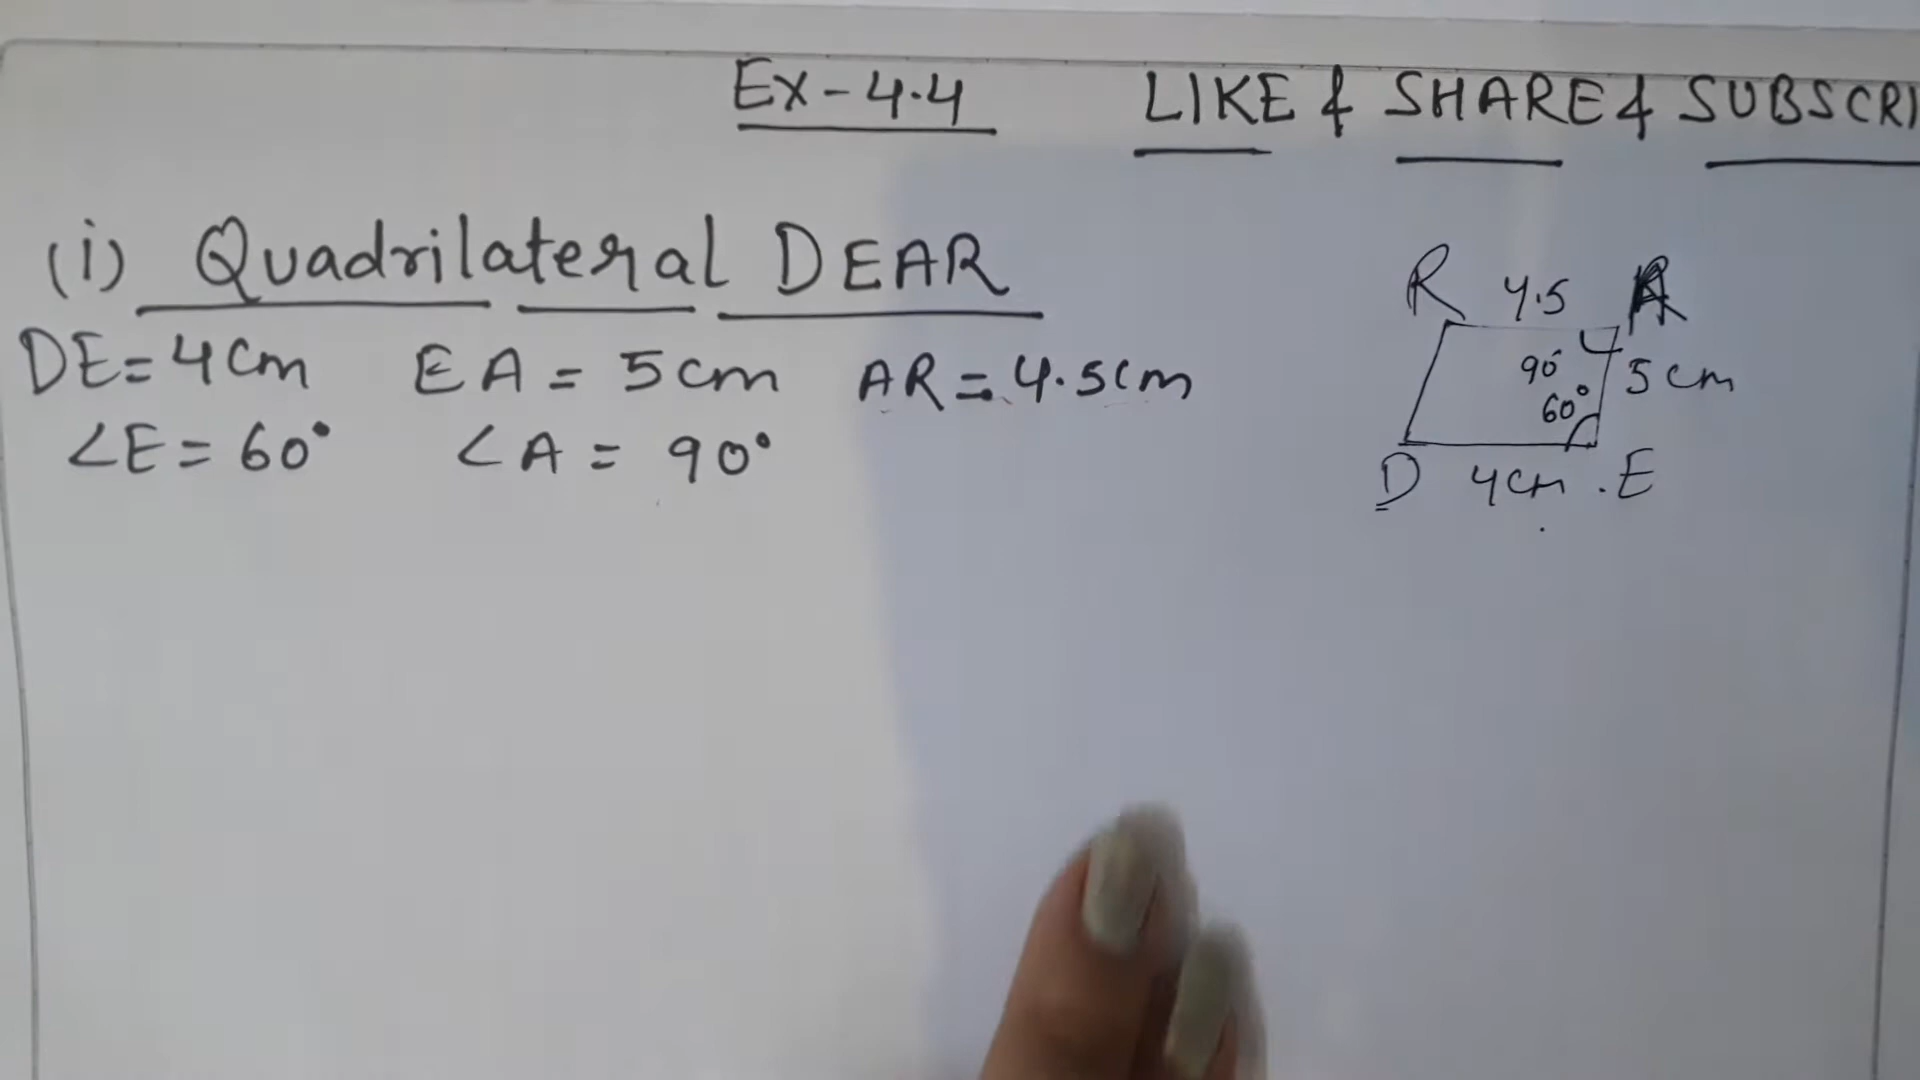 Ex-4.4 LIKE & SHARE & SUBSCRI
(i) Quadrilateral DEAR
DE=4cm EA=5cm AR=4.5cm
∠E=60° ∠A=90°
R 4.5 A
90° 5cm
60°
D 4cm E